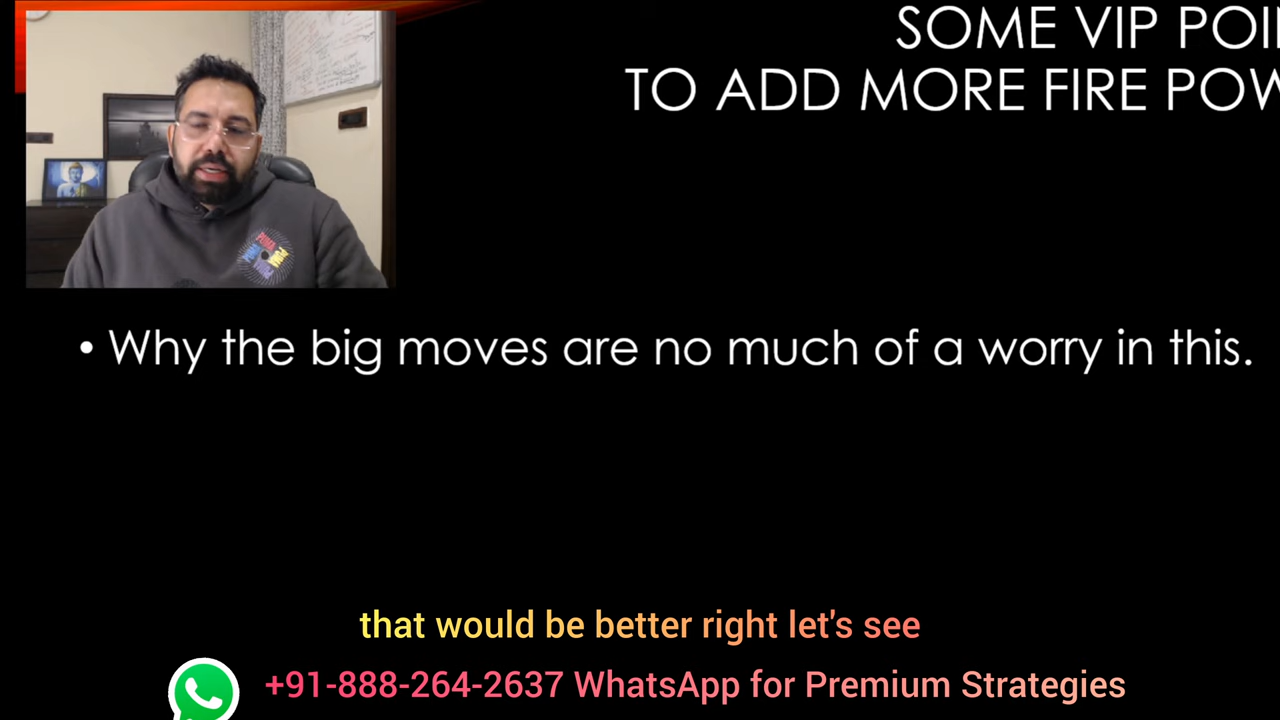 SOME VIP POI
TO ADD MORE FIRE POW
• Why the big moves are no much of a worry in this.
that would be better right let's see
+91-888-264-2637 WhatsApp for Premium Strategies